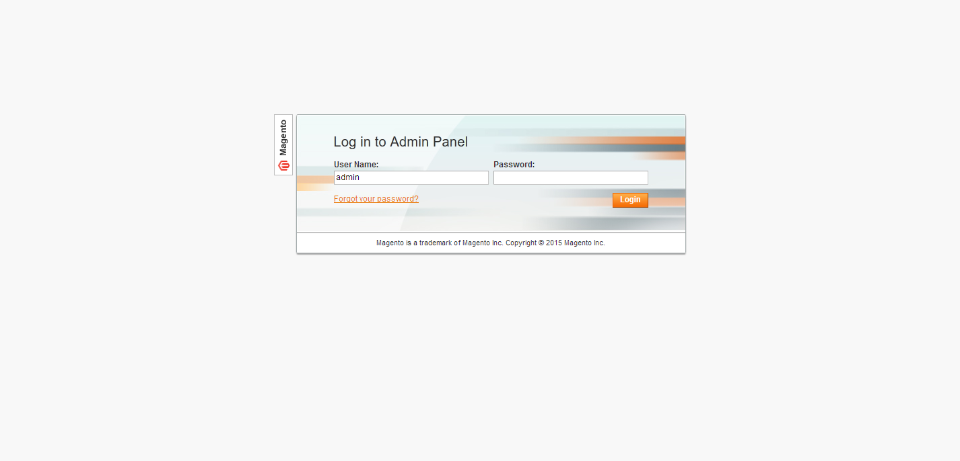 Magento
Log in to Admin Panel
User Name: Password:
admin
Forgot your password? Login
Magento is a trademark of Magento Inc. Copyright © 2015 Magento Inc.